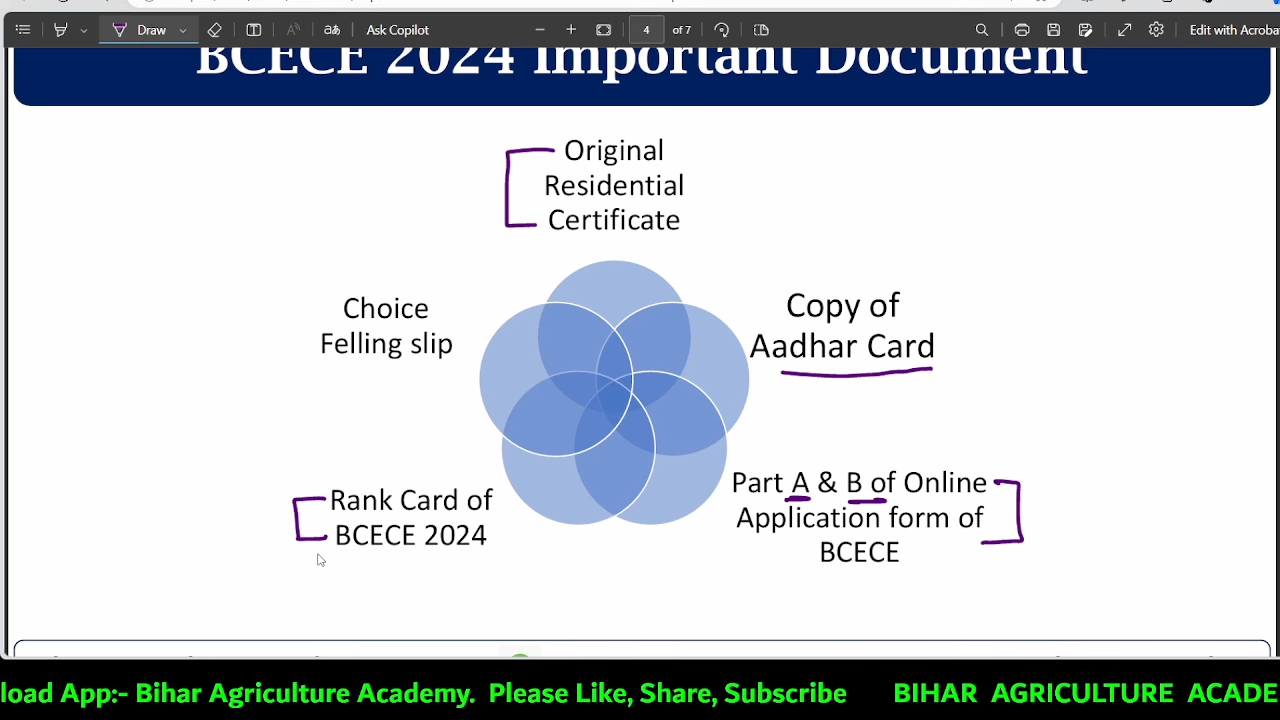 Draw
aあ
4
of 7
Ask Copilot
Edit with Acroba
BCECE 2024 Important Document
Original
Residential
Certificate
Choice
Felling slip
Copy of
Aadhar Card
Rank Card of
BCECE 2024
Part A & B of Online
Application form of
BCECE
load App:- Bihar Agriculture Academy. Please Like, Share, Subscribe
BIHAR AGRICULTURE ACADE